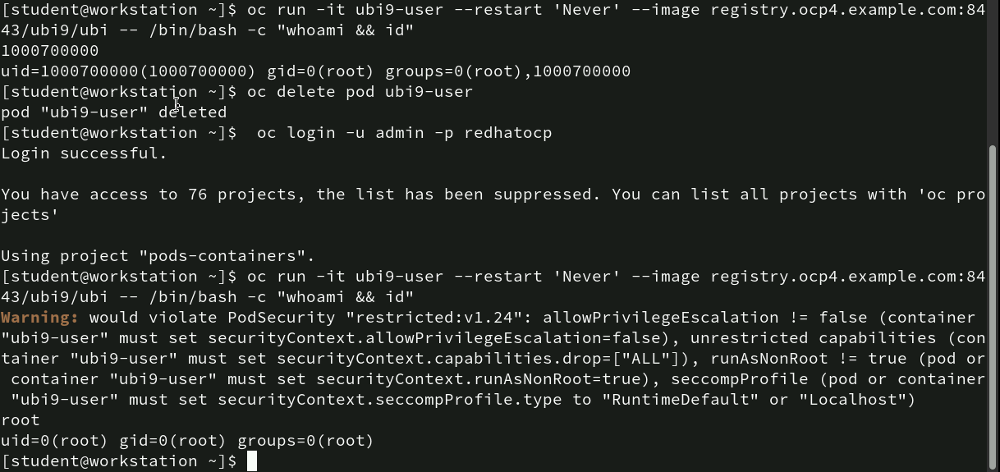 [student@workstation ~]$ oc run -it ubi9-user --restart 'Never' --image registry.ocp4.example.com:84
43/ubi9/ubi -- /bin/bash -c "whoami && id"
1000700000
uid=1000700000(1000700000) gid=0(root) groups=0(root),1000700000
[student@workstation ~]$ oc delete pod ubi9-user
pod "ubi9-user" deleted
[student@workstation ~]$  oc login -u admin -p redhatocp
Login successful.

You have access to 76 projects, the list has been suppressed. You can list all projects with 'oc pro
jects'

Using project "pods-containers".
[student@workstation ~]$ oc run -it ubi9-user --restart 'Never' --image registry.ocp4.example.com:84
43/ubi9/ubi -- /bin/bash -c "whoami && id"
Warning: would violate PodSecurity "restricted:v1.24": allowPrivilegeEscalation != false (container
"ubi9-user" must set securityContext.allowPrivilegeEscalation=false), unrestricted capabilities (con
tainer "ubi9-user" must set securityContext.capabilities.drop=["ALL"]), runAsNonRoot != true (pod or
 container "ubi9-user" must set securityContext.runAsNonRoot=true), seccompProfile (pod or container
 "ubi9-user" must set securityContext.seccompProfile.type to "RuntimeDefault" or "Localhost")
root
uid=0(root) gid=0(root) groups=0(root)
[student@workstation ~]$